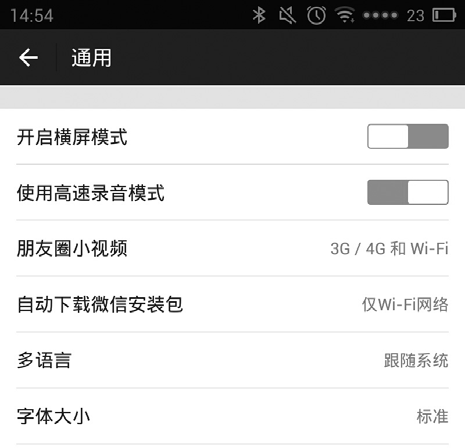 14:54 23
通用
开启横屏模式
使用高速录音模式
朋友圈小视频 3G / 4G 和 Wi-Fi
自动下载微信安装包 仅Wi-Fi网络
多语言 跟随系统
字体大小 标准